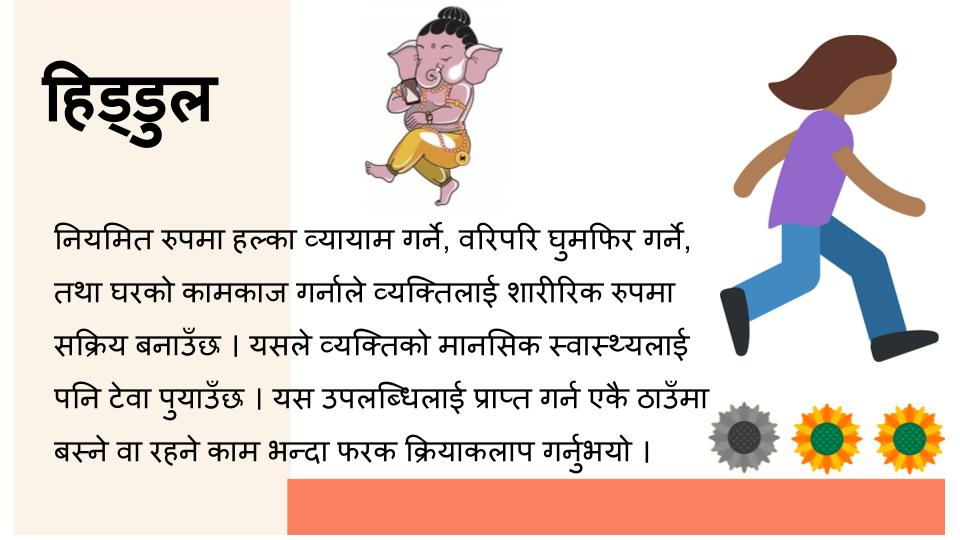 हिड्डुल
नियमित रुपमा हल्का व्यायाम गर्ने, वरिपरि घुमफिर गर्ने,
तथा घरको कामकाज गर्नाले व्यक्तिलाई शारीरिक रुपमा
सक्रिय बनाउँछ । यसले व्यक्तिको मानसिक स्वास्थ्यलाई
पनि टेवा पुयाउँछ । यस उपलब्धिलाई प्राप्त गर्न एकै ठाउँमा
बस्ने वा रहने काम भन्दा फरक क्रियाकलाप गर्नुभयो ।